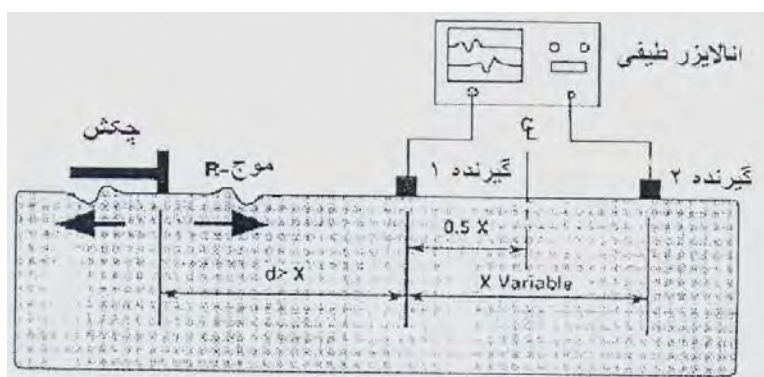 انالایزر طیفی
چکش
موج-R
℄
گیرنده ۱
گیرنده ۲
0.5 X
d> X
X Variable